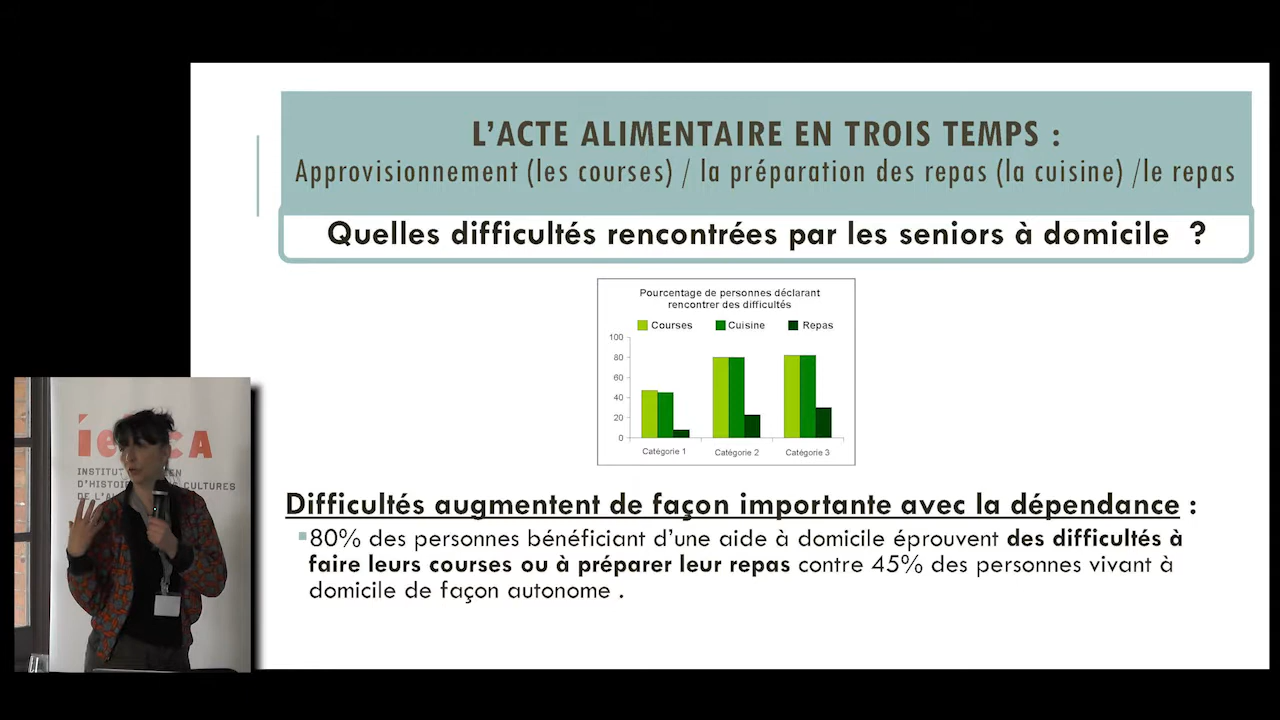 L'ACTE ALIMENTAIRE EN TROIS TEMPS :
Approvisionnement (les courses) / la préparation des repas (la cuisine) /le repas
Quelles difficultés rencontrées par les seniors à domicile ?
Pourcentage de personnes déclarant
rencontrer des difficultés
Courses Cuisine Repas
100
80
60
40
20
0
Catégorie 1 Catégorie 2 Catégorie 3
Difficultés augmentent de façon importante avec la dépendance :
80% des personnes bénéficiant d'une aide à domicile éprouvent des difficultés à
faire leurs courses ou à préparer leur repas contre 45% des personnes vivant à
domicile de façon autonome .
INSTITUT
D'HISTOIRE CULTURES
DE